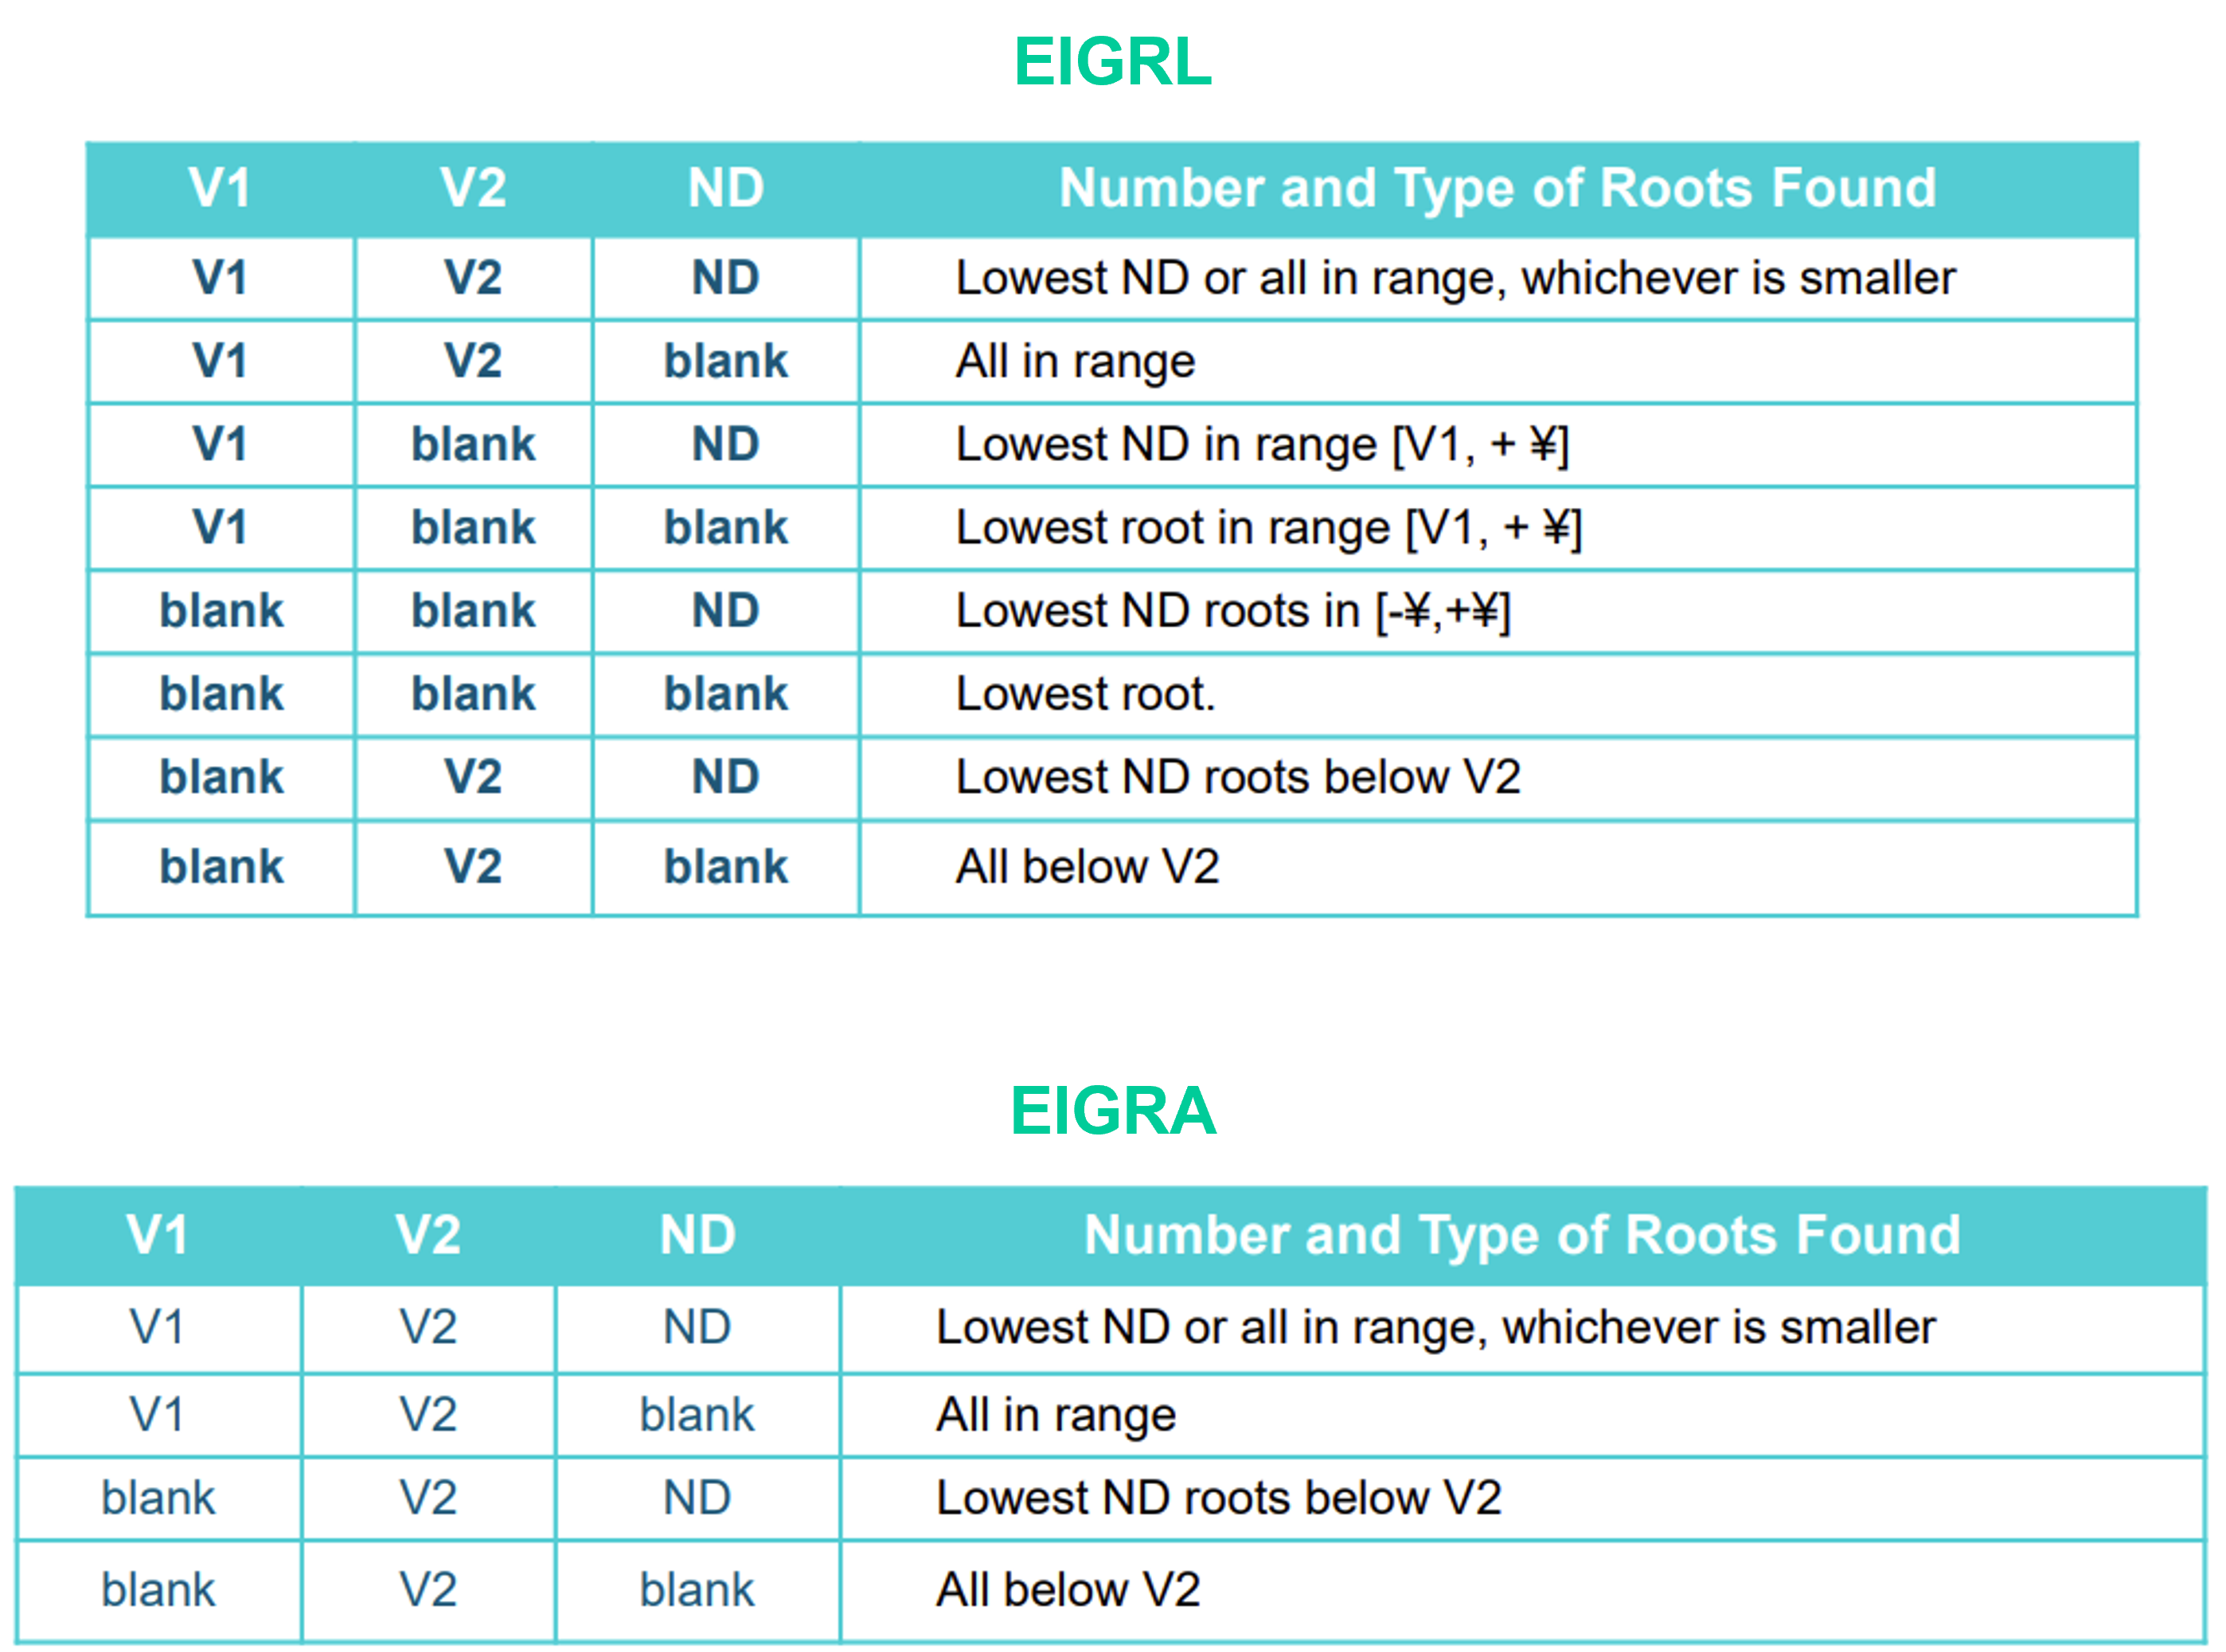 EIGRL
V1 V2 ND Number and Type of Roots Found
V1 V2 ND Lowest ND or all in range, whichever is smaller
V1 V2 blank All in range
V1 blank ND Lowest ND in range [V1, + ¥]
V1 blank blank Lowest root in range [V1, + ¥]
blank blank ND Lowest ND roots in [-¥,+¥]
blank blank blank Lowest root.
blank V2 ND Lowest ND roots below V2
blank V2 blank All below V2
EIGRA
V1 V2 ND Number and Type of Roots Found
V1 V2 ND Lowest ND or all in range, whichever is smaller
V1 V2 blank All in range
blank V2 ND Lowest ND roots below V2
blank V2 blank All below V2